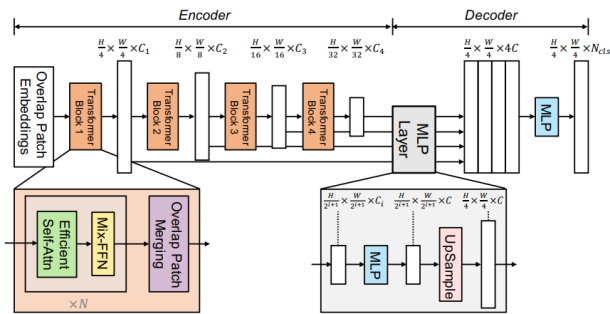 Encoder
Decoder
H/4 × W/4 × C₁
H/8 × W/8 × C₂
H/16 × W/16 × C₃
H/32 × W/32 × C₄
H/4 × W/4 × 4C
H/4 × W/4 × N_cls
Overlap Patch
Embeddings
Transformer
Block 1
Transformer
Block 2
Transformer
Block 3
Transformer
Block 4
MLP
Layer
MLP
Efficient
Self-Attn
Mix-FFN
Overlap Patch
Merging
×N
H/2^{i+1} × W/2^{i+1} × C_i
H/2^{i+1} × W/2^{i+1} × C
H/4 × W/4 × C
MLP
UpSample